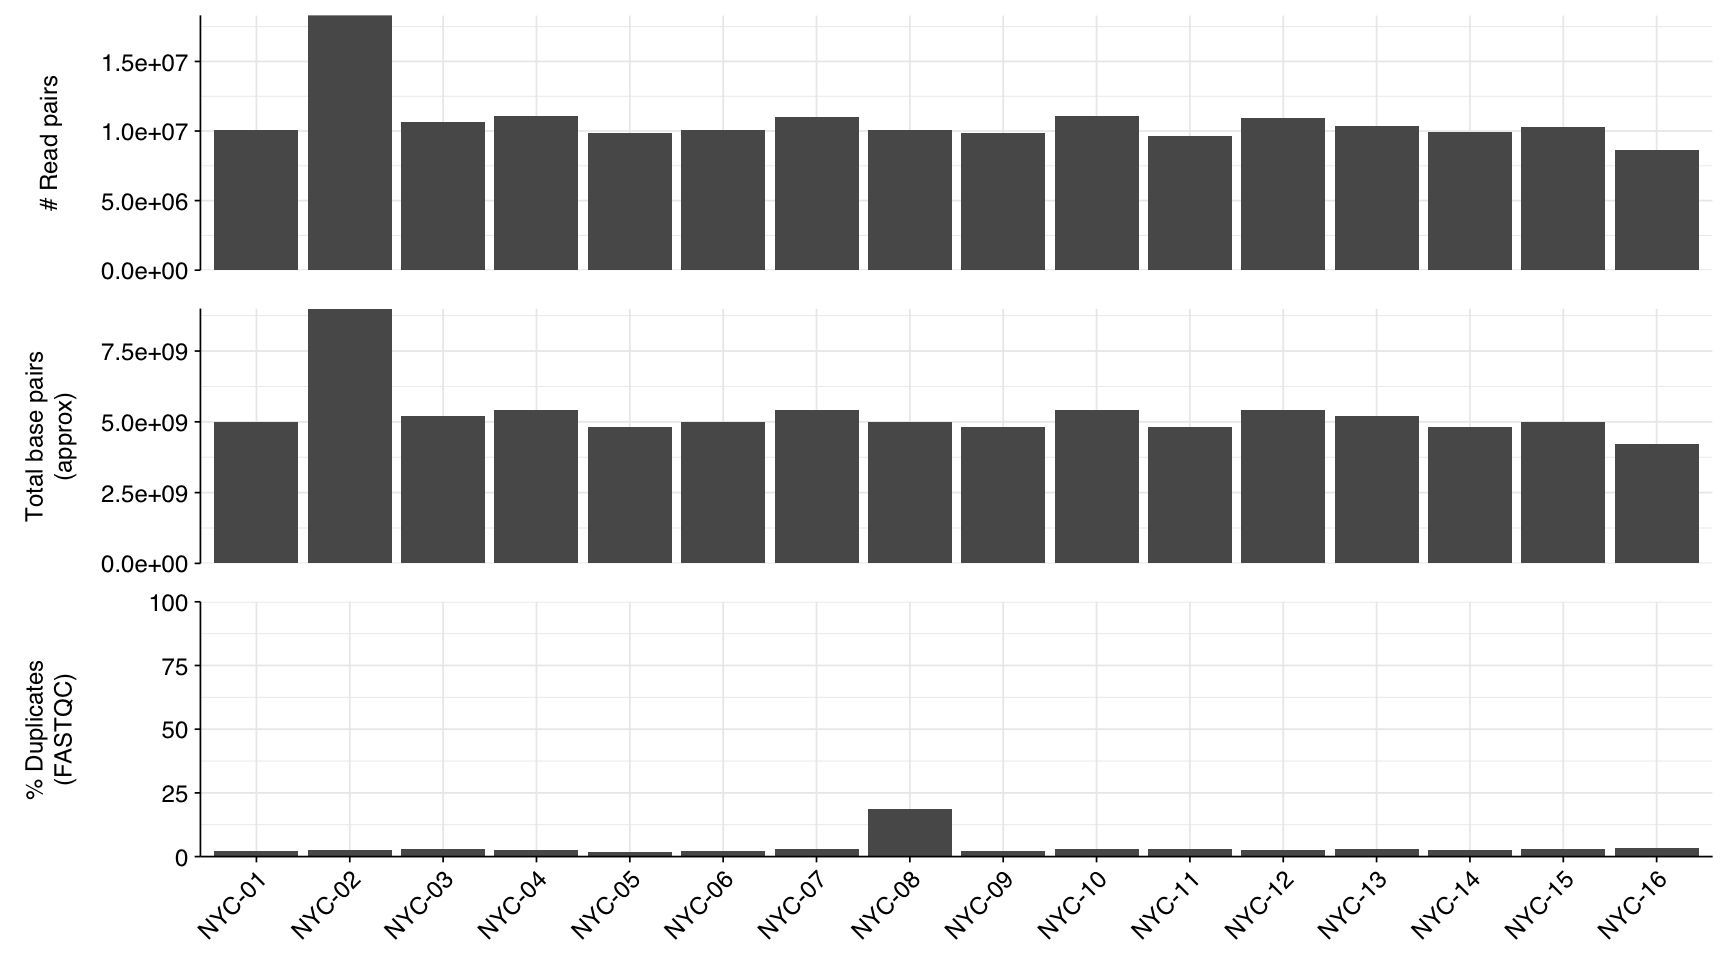 # Read pairs
1.5e+07
1.0e+07
5.0e+06
0.0e+00
Total base pairs
(approx)
7.5e+09
5.0e+09
2.5e+09
0.0e+00
% Duplicates
(FASTQC)
100
75
50
25
0
NYC-01
NYC-02
NYC-03
NYC-04
NYC-05
NYC-06
NYC-07
NYC-08
NYC-09
NYC-10
NYC-11
NYC-12
NYC-13
NYC-14
NYC-15
NYC-16